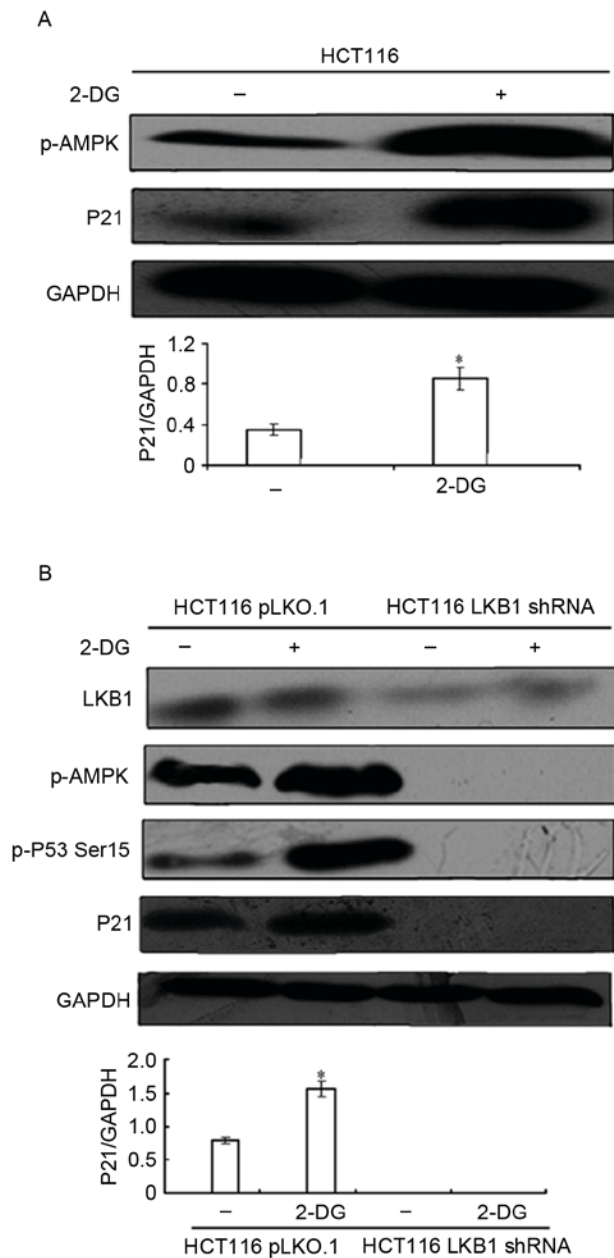 A
HCT116
2-DG – +
p-AMPK
P21
GAPDH
P21/GAPDH
1.2
0.8
0.4
0
*
– 2-DG
B
HCT116 pLKO.1 HCT116 LKB1 shRNA
2-DG – + – +
LKB1
p-AMPK
p-P53 Ser15
P21
GAPDH
P21/GAPDH
2.0
1.5
1.0
0.5
0
*
– 2-DG – 2-DG
HCT116 pLKO.1 HCT116 LKB1 shRNA